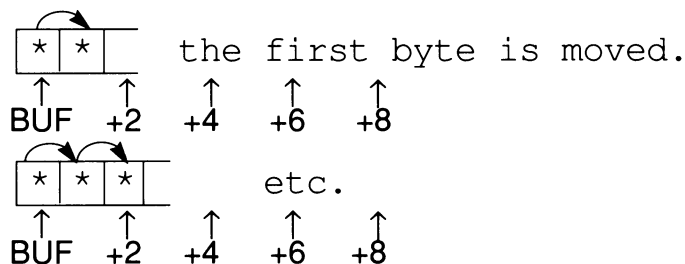 * * the first byte is moved.
BUF +2 +4 +6 +8
* * * etc.
BUF +2 +4 +6 +8